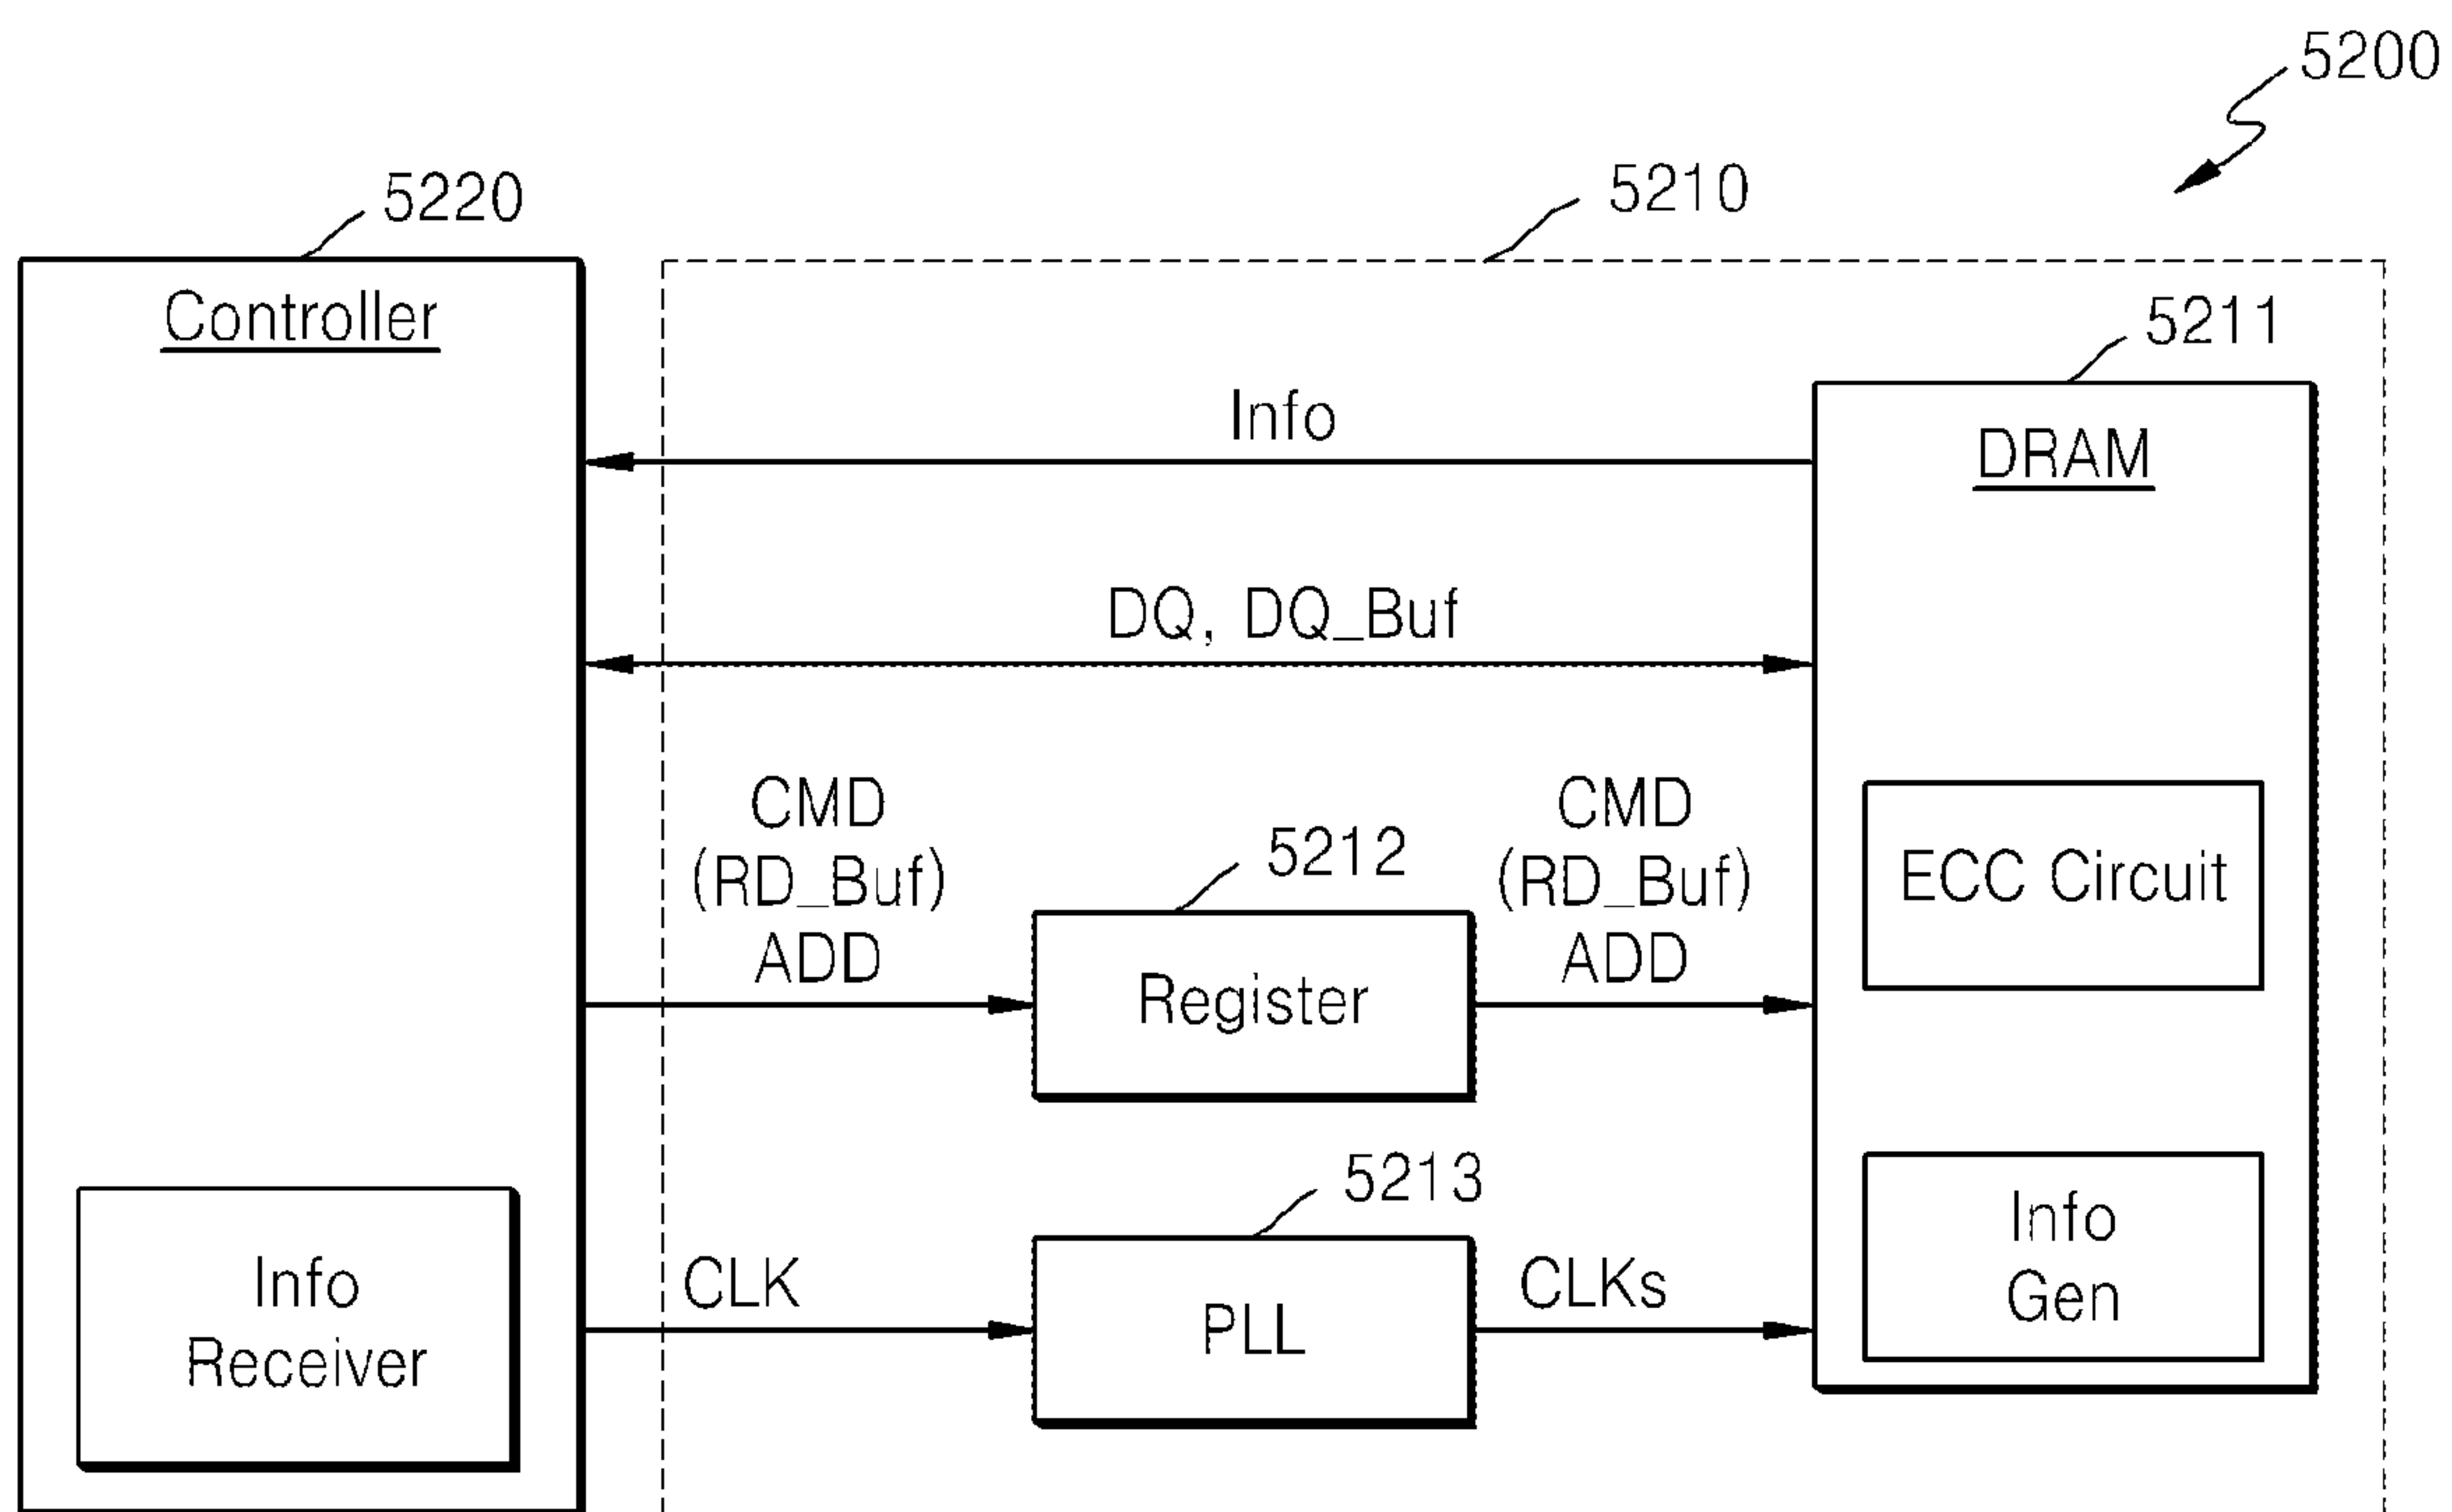 5200
5220
5210
Controller
5211
Info
DRAM
DQ, DQ_Buf
CMD
(RD_Buf)
ADD
5212
CMD
(RD_Buf)
ADD
ECC Circuit
Register
5213
Info
Gen
Info
Receiver
CLK
PLL
CLKs